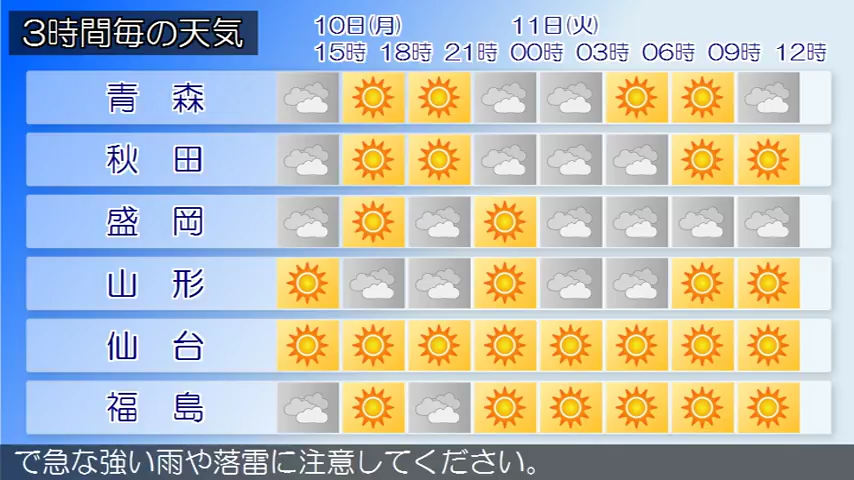 3時間毎の天気
10日(月) 11日(火)
15時 18時 21時 00時 03時 06時 09時 12時
青森
秋田
盛岡
山形
仙台
福島
で急な強い雨や落雷に注意してください。